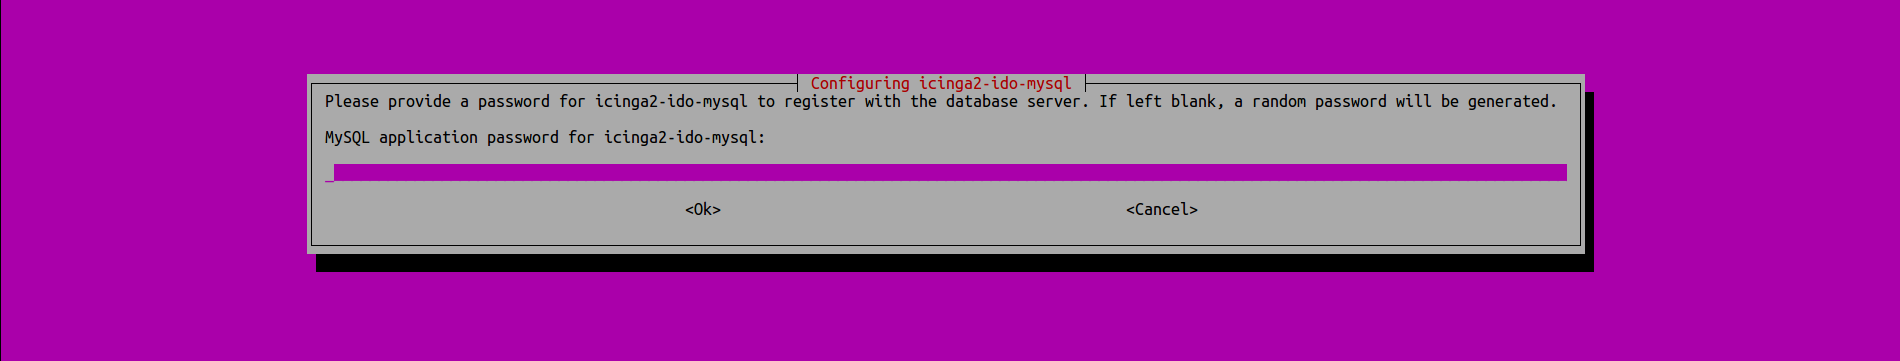 Configuring icinga2-ido-mysql
Please provide a password for icinga2-ido-mysql to register with the database server. If left blank, a random password will be generated.
MySQL application password for icinga2-ido-mysql:
<Ok> <Cancel>